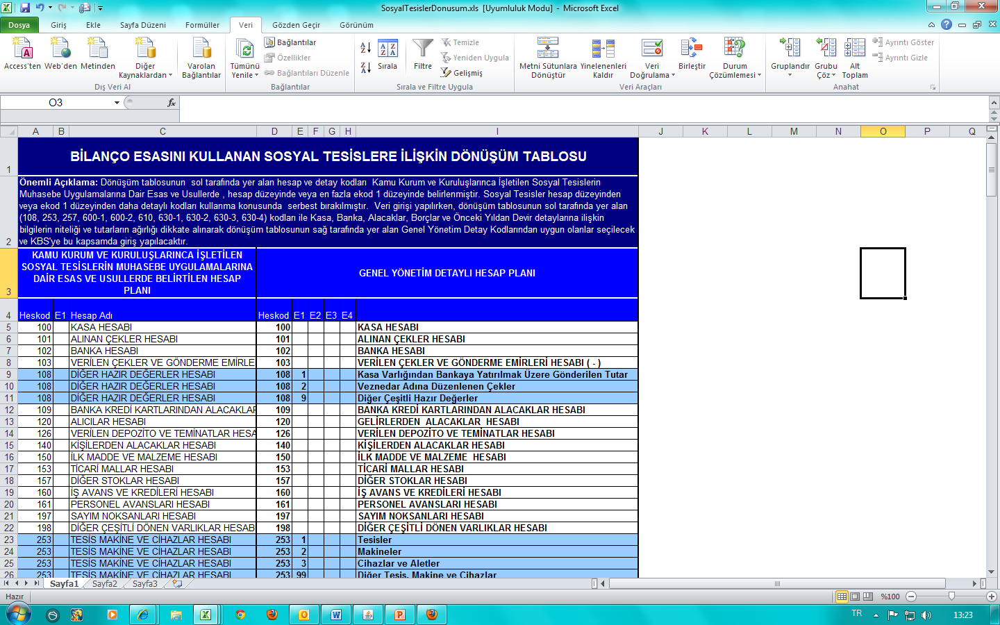 SosyalTesislerDonusum.xls [Uyumluluk Modu] - Microsoft Excel
Dosya Giriş Ekle Sayfa Düzeni Formüller Veri Gözden Geçir Görünüm
Access'ten Web'den Metinden Diğer Kaynaklardan Varolan Bağlantılar Tümünü Yenile Bağlantılar Özellikler Bağlantıları Düzenle Sırala Filtre Temizle Yeniden Uygula Gelişmiş Metni Sütunlara Dönüştür Yinelenenleri Kaldır Veri Doğrulama Birleştir Durum Çözümlemesi Gruplandır Grubu Çöz Alt Toplam Ayrıntı Göster Ayrıntı Gizle
Dış Veri Al Bağlantılar Sırala ve Filtre Uygula Veri Araçları Anahat
O3 fx
A B C D E F G H I J K L M N O P Q
1 BİLANÇO ESASINI KULLANAN SOSYAL TESİSLERE İLİŞKİN DÖNÜŞÜM TABLOSU
Önemli Açıklama: Dönüşüm tablosunun sol tarafında yer alan hesap ve detay kodları Kamu Kurum ve Kuruluşlarınca İşletilen Sosyal Tesislerin
Muhasebe Uygulamalarına Dair Esas ve Usullerde , hesap düzeyinde veya en fazla ekod 1 düzeyinde belirlenmiştir. Sosyal Tesisler hesap düzeyinden
veya ekod 1 düzeyinden daha detaylı kodları kullanma konusunda serbest bırakılmıştır. Veri girişi yapılırken, dönüşüm tablosunun sol tarafında yer alan
(108, 253, 257, 600-1, 600-2, 610, 630-1, 630-2, 630-3, 630-4) kodları ile Kasa, Banka, Alacaklar, Borçlar ve Önceki Yıldan Devir detaylarına ilişkin
bilgilerin niteliği ve tutarların ağırlığı dikkate alınarak dönüşüm tablosunun sağ tarafında yer alan Genel Yönetim Detay Kodlarından uygun olanlar seçilecek
2 ve KBS'ye bu kapsamda giriş yapılacaktır.
KAMU KURUM VE KURULUŞLARINCA İŞLETİLEN
SOSYAL TESİSLERİN MUHASEBE UYGULAMALARINA
DAİR ESAS VE USULLERDE BELİRTİLEN HESAP
3 PLANI
GENEL YÖNETİM DETAYLI HESAP PLANI
4 Heskod E1 Hesap Adı Heskod E1 E2 E3 E4
5 100 KASA HESABI 100 KASA HESABI
6 101 ALINAN ÇEKLER HESABI 101 ALINAN ÇEKLER HESABI
7 102 BANKA HESABI 102 BANKA HESABI
8 103 VERİLEN ÇEKLER VE GÖNDERME EMİRLE 103 VERİLEN ÇEKLER VE GÖNDERME EMİRLERİ HESABI ( - )
9 108 DİĞER HAZIR DEĞERLER HESABI 108 1 Kasa Varlığından Bankaya Yatırılmak Üzere Gönderilen Tutar
10 108 DİĞER HAZIR DEĞERLER HESABI 108 2 Veznedar Adına Düzenlenen Çekler
11 108 DİĞER HAZIR DEĞERLER HESABI 108 9 Diğer Çeşitli Hazır Değerler
12 109 BANKA KREDİ KARTLARINDAN ALACAKLAR 109 BANKA KREDİ KARTLARINDAN ALACAKLAR HESABI
13 120 ALICILAR HESABI 120 GELİRLERDEN ALACAKLAR HESABI
14 126 VERİLEN DEPOZİTO VE TEMİNATLAR HESA 126 VERİLEN DEPOZİTO VE TEMİNATLAR HESABI
15 140 KİŞİLERDEN ALACAKLAR HESABI 140 KİŞİLERDEN ALACAKLAR HESABI
16 150 İLK MADDE VE MALZEME HESABI 150 İLK MADDE VE MALZEME HESABI
17 153 TİCARİ MALLAR HESABI 153 TİCARİ MALLAR HESABI
18 157 DİĞER STOKLAR HESABI 157 DİĞER STOKLAR HESABI
19 160 İŞ AVANS VE KREDİLERİ HESABI 160 İŞ AVANS VE KREDİLERİ HESABI
20 161 PERSONEL AVANSLARI HESABI 161 PERSONEL AVANSLARI HESABI
21 197 SAYIM NOKSANLARI HESABI 197 SAYIM NOKSANLARI HESABI
22 198 DİĞER ÇEŞİTLİ DÖNEN VARLIKLAR HESAB 198 DİĞER ÇEŞİTLİ DÖNEN VARLIKLAR HESABI
23 253 TESİS MAKİNE VE CİHAZLAR HESABI 253 1 Tesisler
24 253 TESİS MAKİNE VE CİHAZLAR HESABI 253 2 Makineler
25 253 TESİS MAKİNE VE CİHAZLAR HESABI 253 3 Cihazlar ve Aletler
26 253 TESİS MAKİNE VE CİHAZLAR HESABI 253 99 Diğer Tesis, Makine ve Cihazlar
Sayfa1 Sayfa2 Sayfa3
Hazır %100
TR 13:23